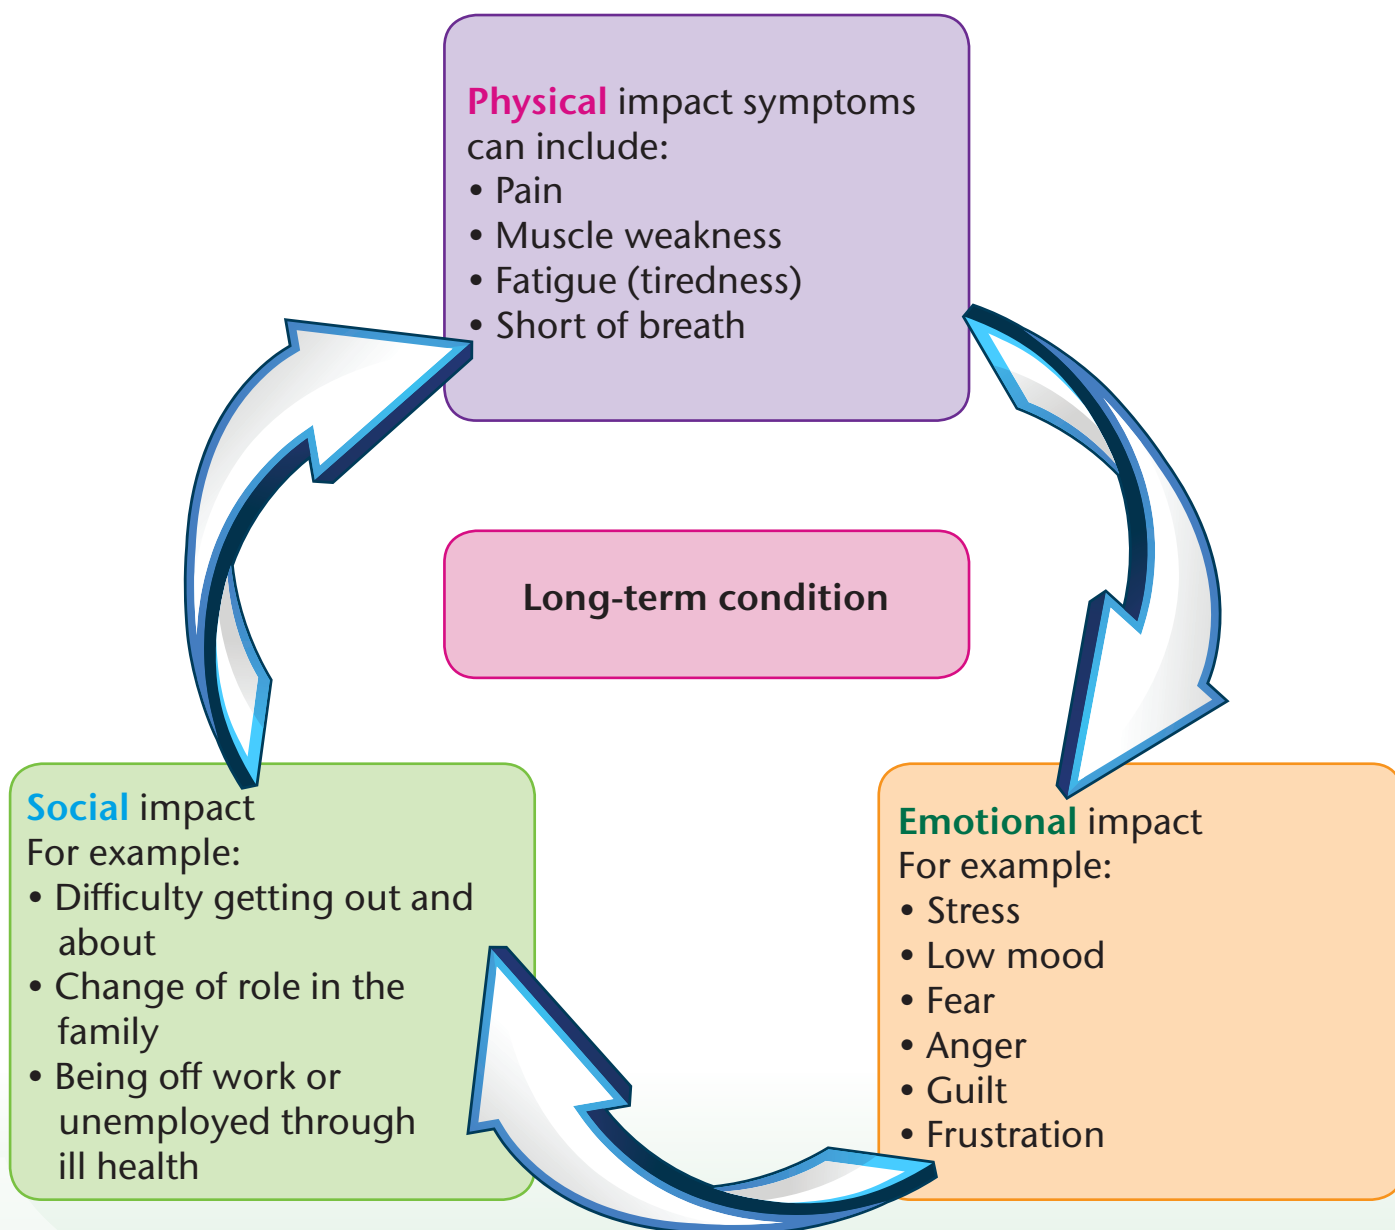 Physical impact symptoms
can include:
• Pain
• Muscle weakness
• Fatigue (tiredness)
• Short of breath
Long-term condition
Social impact
For example:
• Difficulty getting out and
about
• Change of role in the
family
• Being off work or
unemployed through
ill health
Emotional impact
For example:
• Stress
• Low mood
• Fear
• Anger
• Guilt
• Frustration